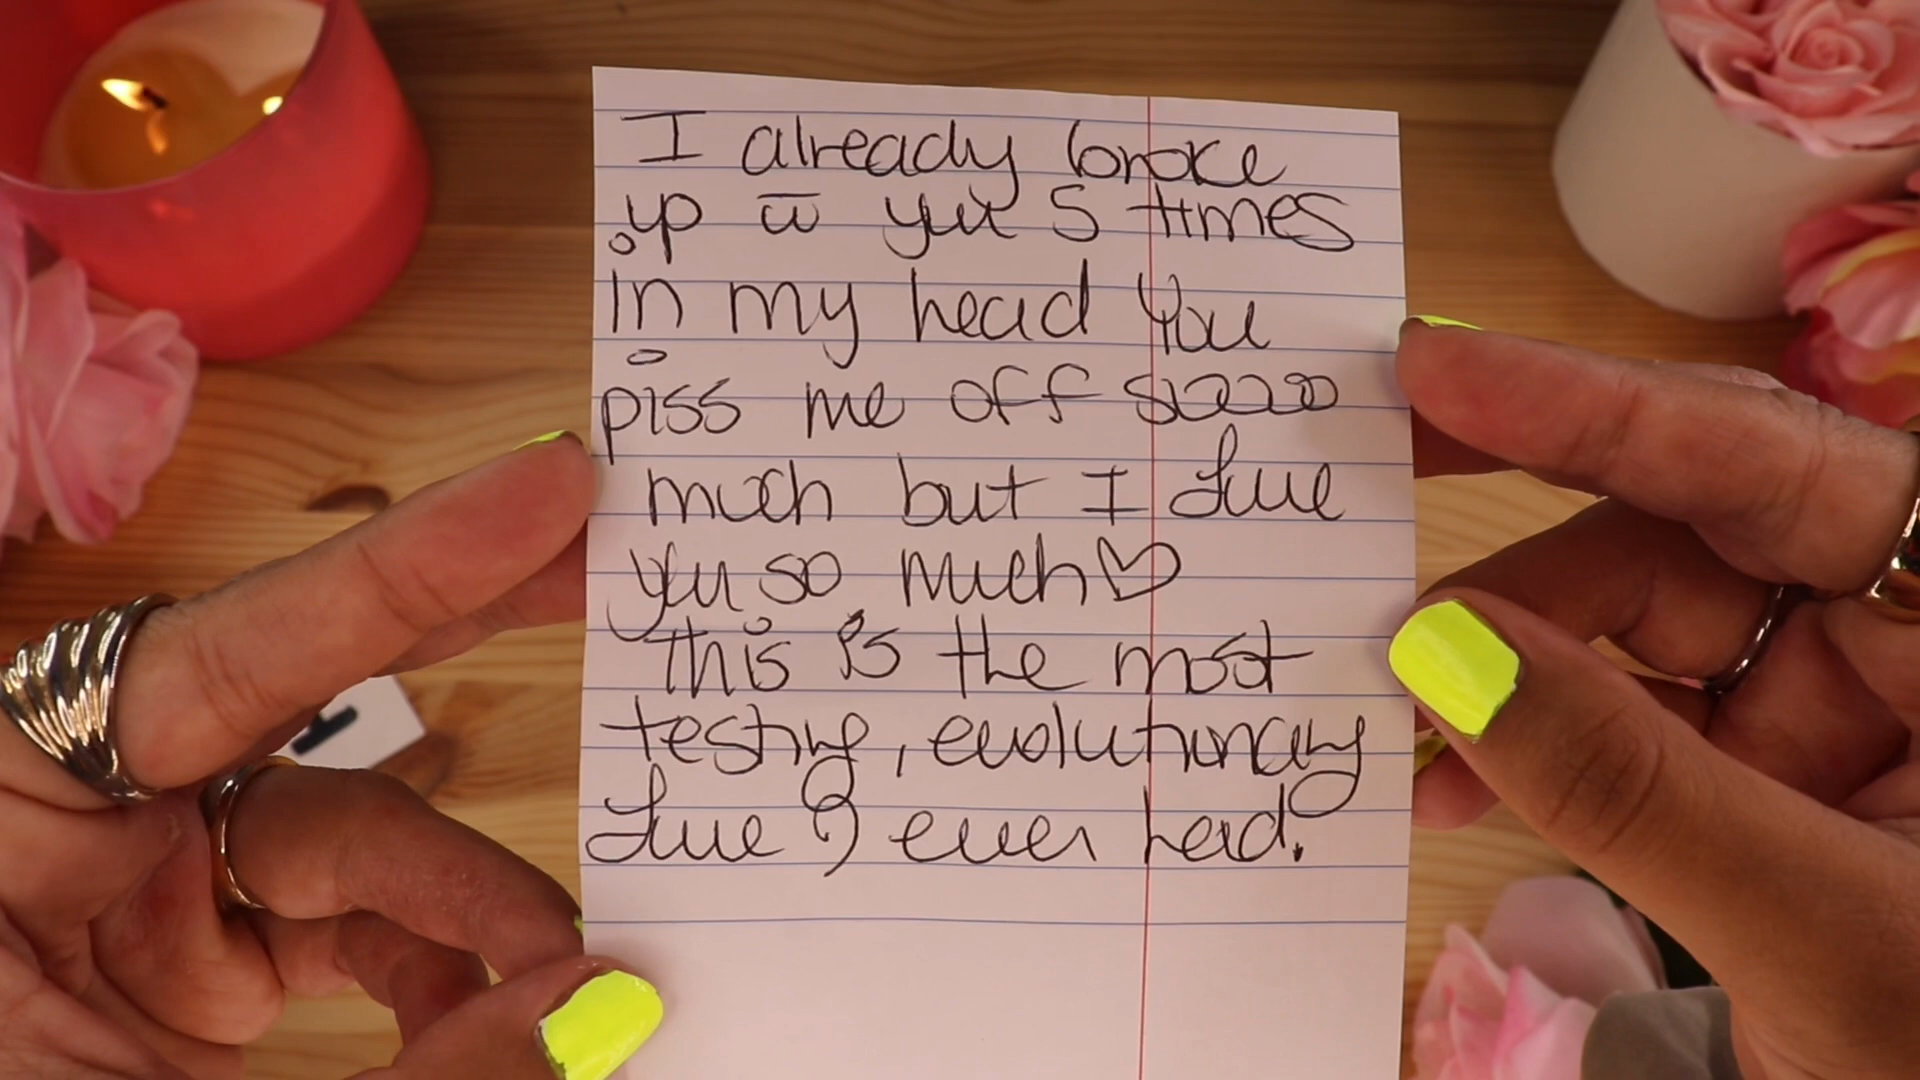 I already broke
up w̅ you 5 times
in my head You
piss me off soooo
much but I Love
you so much♡
this is the most
testing, evolutionary
Love I ever had.